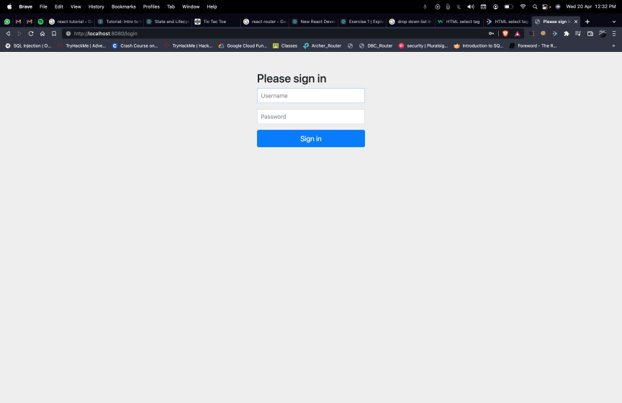 Brave File Edit View History Bookmarks Profiles Tab Window Help Wed 20 Apr 12:32 PM
react tutorial - G Tutorial: Intro to State and Lifecy Tic Tac Toe react router - Go New React Devel Exercise 1 | Expre drop down list in HTML select tag HTML select tag Please sign in
http://localhost:8080/login
SQL Injection | O... TryHackMe | Adve... Crash Course on... TryHackMe | Hack... Google Cloud Fun... Classes Archer_Router DBC_Router security | Pluralsig... Introduction to SQ... Foreword - The R... »
Please sign in
Username
Password
Sign in